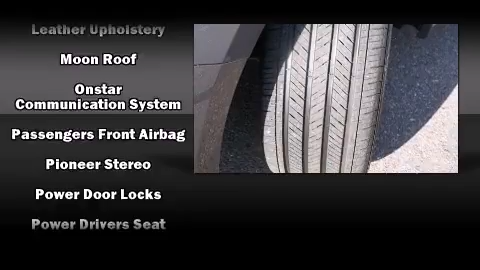 Leather Upholstery
Moon Roof
Onstar
Communication System
Passengers Front Airbag
Pioneer Stereo
Power Door Locks
Power Drivers Seat